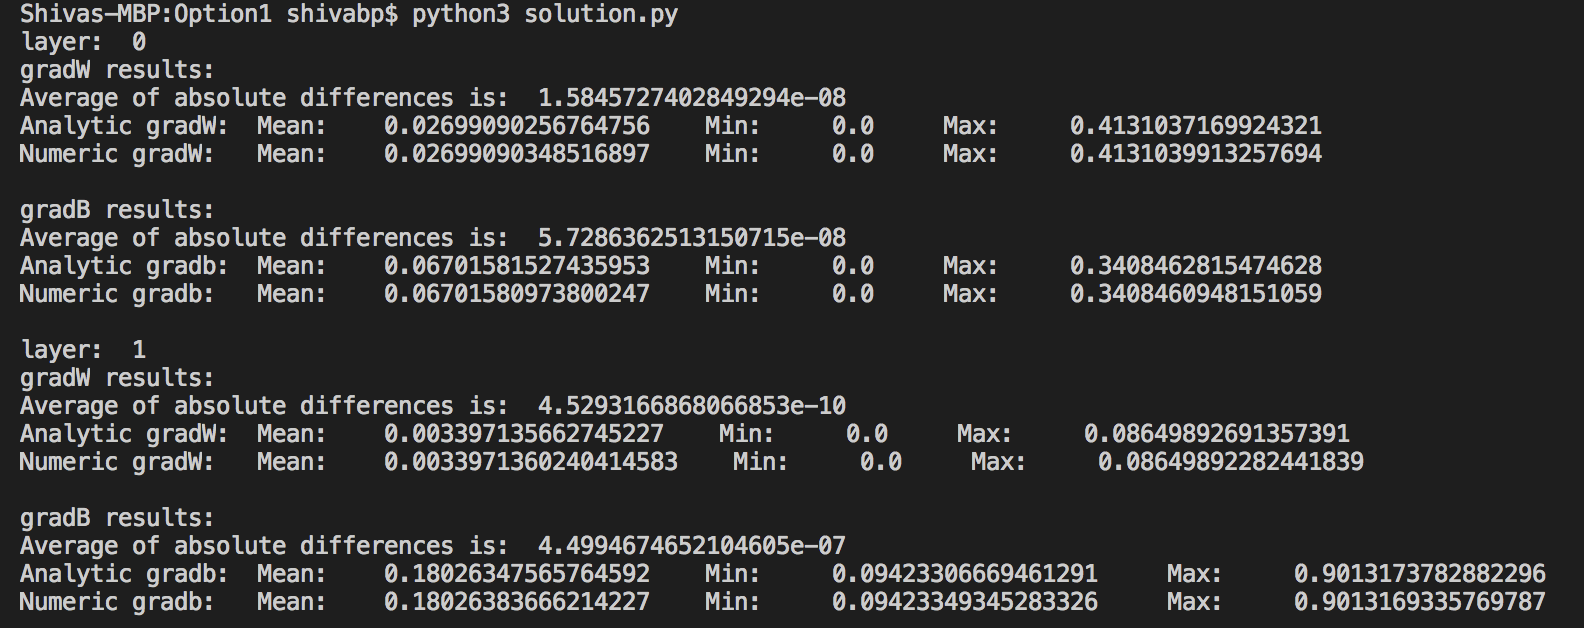 Shivas-MBP:Option1 shivabp$ python3 solution.py
layer:  0
gradW results:
Average of absolute differences is:  1.5845727402849294e-08
Analytic gradW:  Mean:    0.02699090256764756    Min:     0.0     Max:     0.4131037169924321
Numeric gradW:  Mean:    0.02699090348516897    Min:     0.0     Max:     0.4131039913257694
gradB results:
Average of absolute differences is:  5.7286362513150715e-08
Analytic gradb:  Mean:    0.06701581527435953    Min:     0.0     Max:     0.3408462815474628
Numeric gradb:  Mean:    0.06701580973800247    Min:     0.0     Max:     0.3408460948151059
layer:  1
gradW results:
Average of absolute differences is:  4.5293166868066853e-10
Analytic gradW:  Mean:    0.003397135662745227    Min:     0.0     Max:     0.08649892691357391
Numeric gradW:  Mean:    0.0033971360240414583    Min:     0.0     Max:     0.08649892282441839
gradB results:
Average of absolute differences is:  4.4994674652104605e-07
Analytic gradb:  Mean:    0.18026347565764592    Min:     0.09423306669461291     Max:     0.9013173782882296
Numeric gradb:  Mean:    0.18026383666214227    Min:     0.09423349345283326     Max:     0.9013169335769787